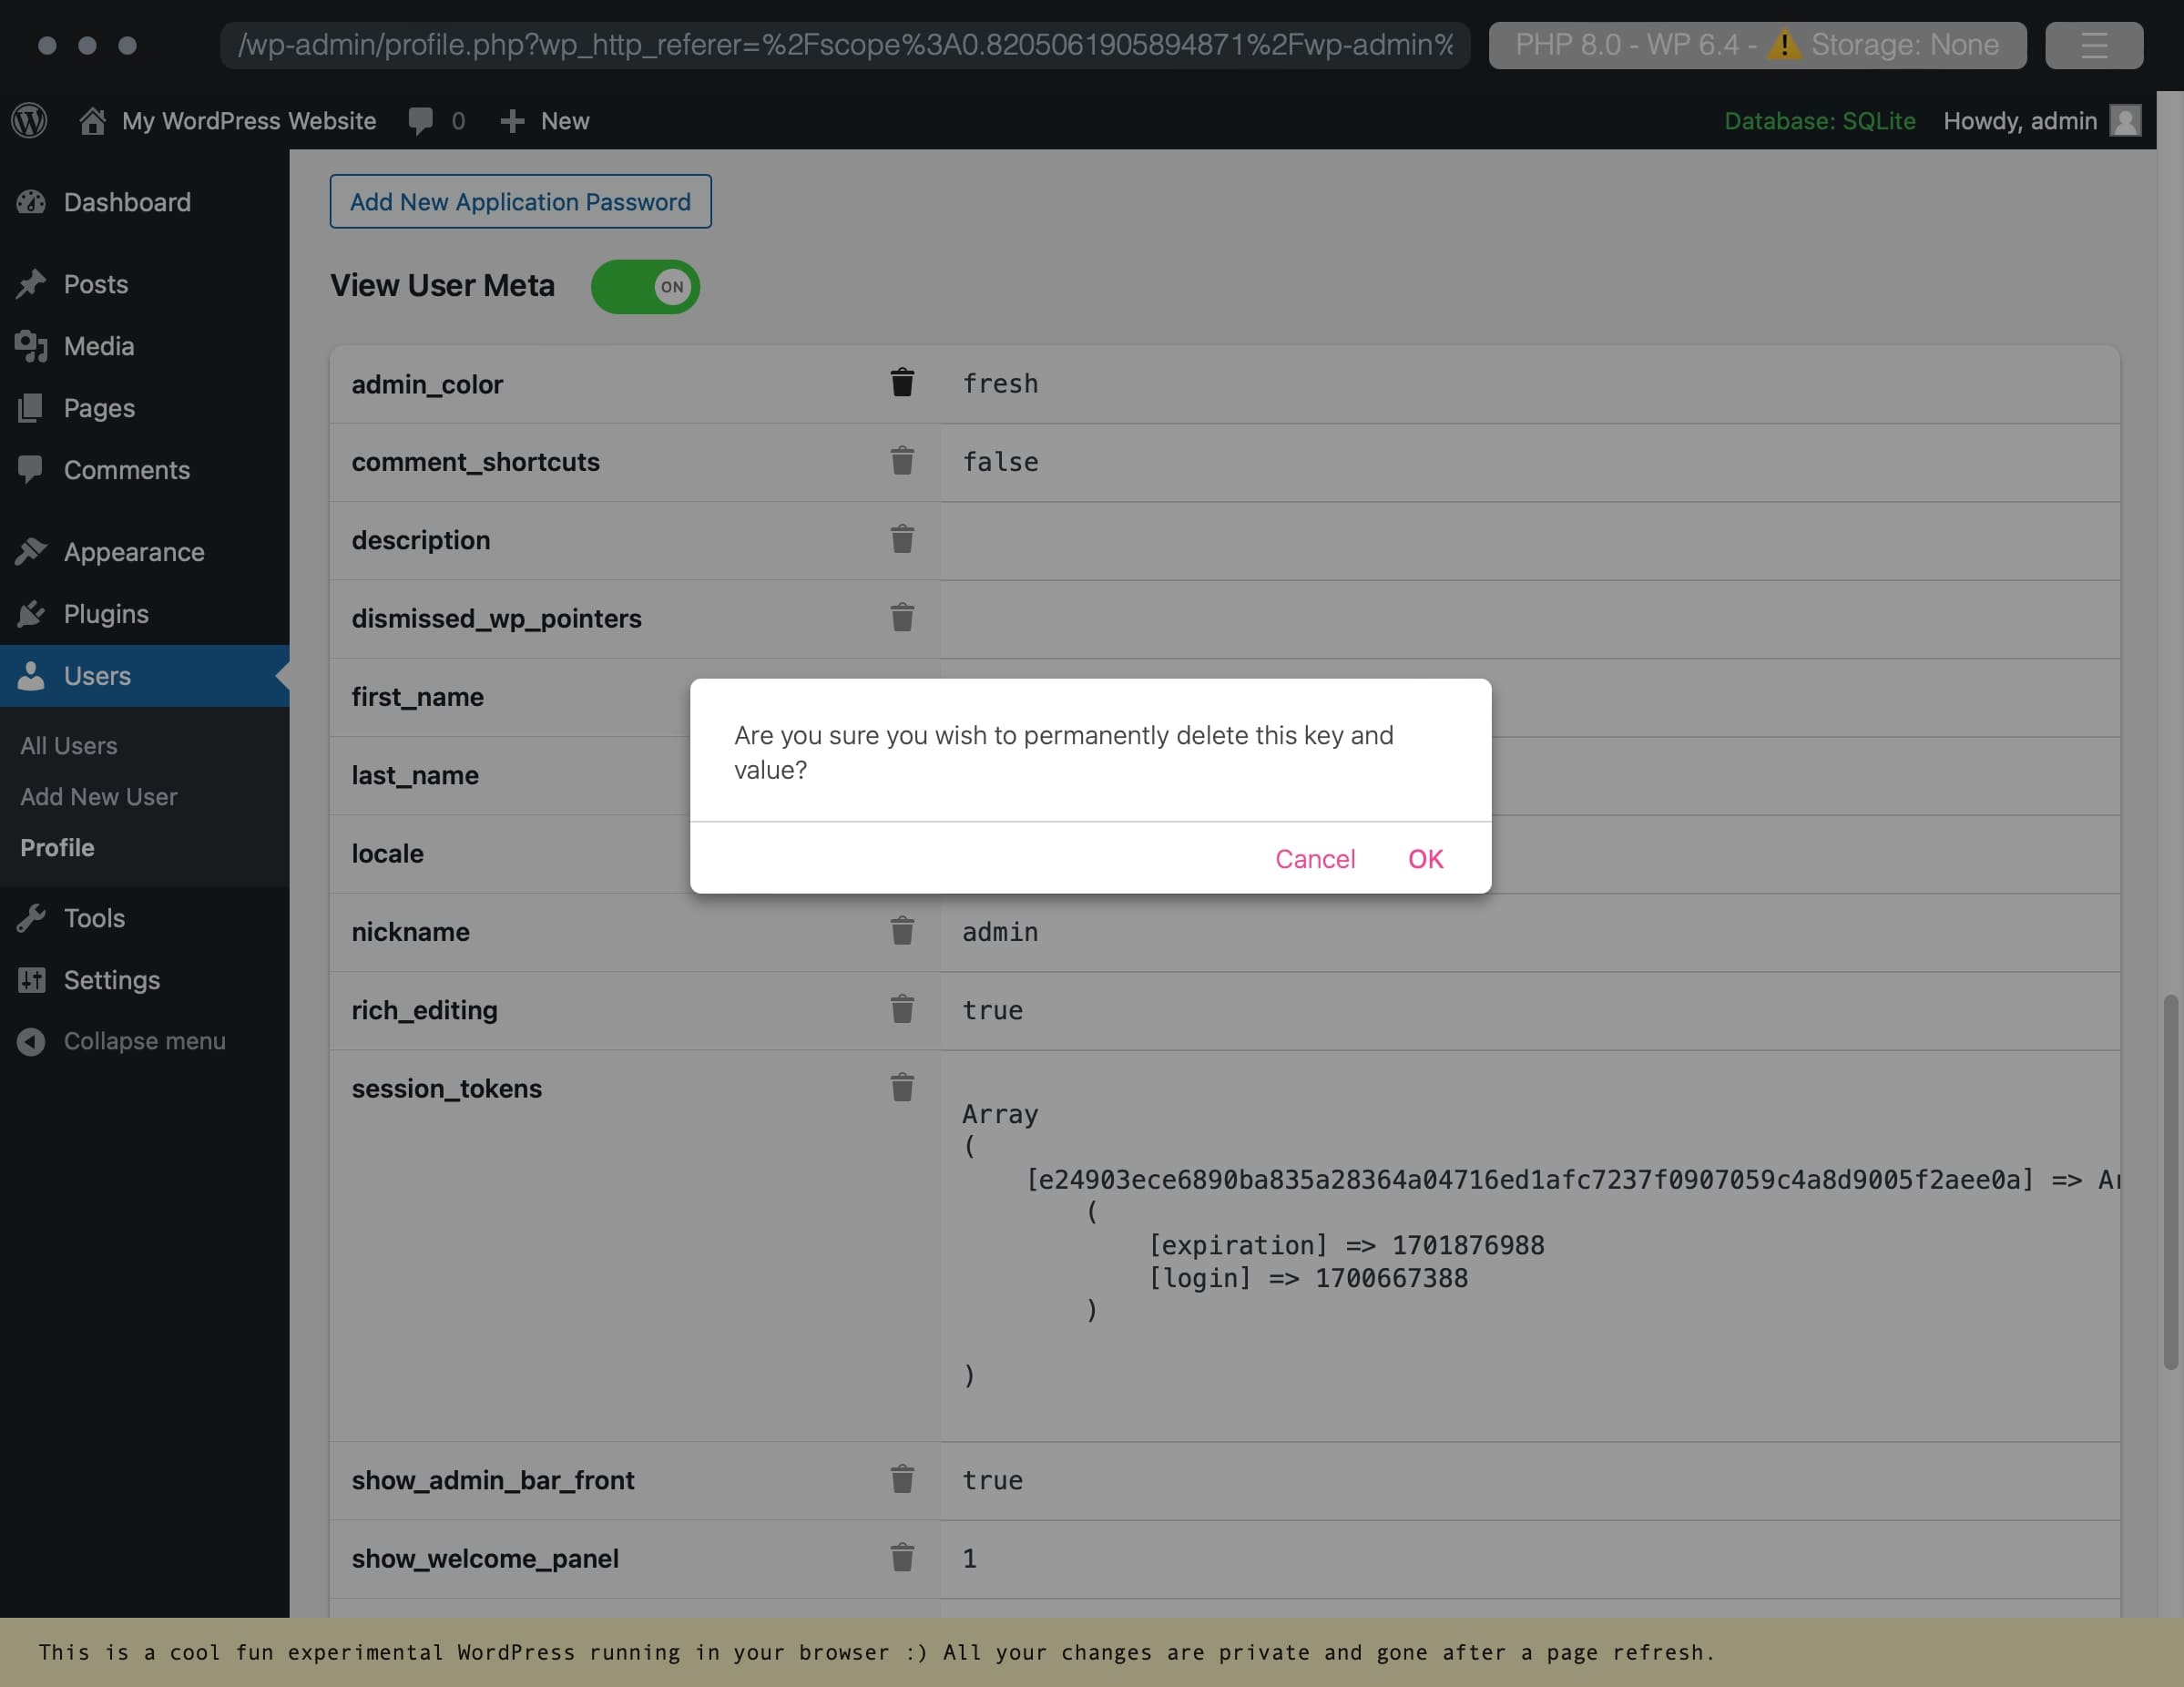 /wp-admin/profile.php?wp_http_referer=%2Fscope%3A0.8205061905894871%2Fwp-admin%
PHP 8.0 - WP 6.4 - ⚠️ Storage: None
My WordPress Website
0
New
Database: SQLite
Howdy, admin
Dashboard
Posts
Media
Pages
Comments
Appearance
Plugins
Users
All Users
Add New User
Profile
Tools
Settings
Collapse menu
Add New Application Password
View User Meta
ON
admin_color
fresh
comment_shortcuts
false
description
dismissed_wp_pointers
first_name
last_name
locale
Are you sure you wish to permanently delete this key and
value?
Cancel
OK
nickname
admin
rich_editing
true
session_tokens
Array
(
[e24903ece6890ba835a28364a04716ed1afc7237f0907059c4a8d9005f2aee0a] => Ar
(
[expiration] => 1701876988
[login] => 1700667388
)
)
show_admin_bar_front
true
show_welcome_panel
1
This is a cool fun experimental WordPress running in your browser :) All your changes are private and gone after a page refresh.